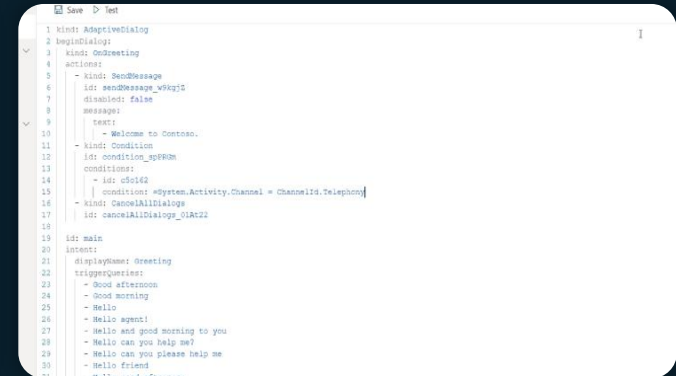 Save Test
1 kind: AdaptiveDialog
2 beginDialog:
3 kind: OnGreeting
4 actions:
5 - kind: SendMessage
6 id: sendMessage_w9kgjZ
7 disabled: false
8 message:
9 text:
10 - Welcome to Contoso.
11 - kind: Condition
12 id: condition_spPRGm
13 conditions:
14 - id: c5c162
15 condition: =System.Activity.Channel = ChannelId.Telephony
16 - kind: CancelAllDialogs
17 id: cancelAllDialogs_01At22
18
19 id: main
20 intent:
21 displayName: Greeting
22 triggerQueries:
23 - Good afternoon
24 - Good morning
25 - Hello
26 - Hello agent!
27 - Hello and good morning to you
28 - Hello can you help me?
29 - Hello can you please help me
30 - Hello friend